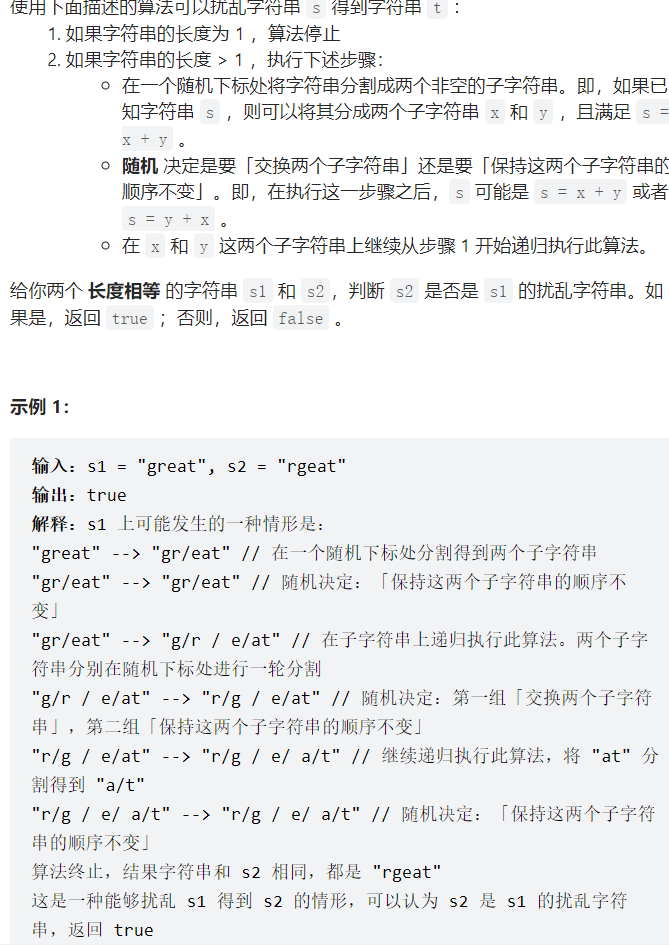 使用下面描述的算法可以扰乱字符串 s 得到字符串 t ：
1. 如果字符串的长度为 1 ，算法停止
2. 如果字符串的长度 > 1 ，执行下述步骤：
在一个随机下标处将字符串分割成两个非空的子字符串。即，如果已
知字符串 s ，则可以将其分成两个子字符串 x 和 y ，且满足 s =
x + y 。
随机 决定是要「交换两个子字符串」还是要「保持这两个子字符串的
顺序不变」。即，在执行这一步骤之后，s 可能是 s = x + y 或者
s = y + x 。
在 x 和 y 这两个子字符串上继续从步骤 1 开始递归执行此算法。
给你两个 长度相等 的字符串 s1 和 s2，判断 s2 是否是 s1 的扰乱字符串。如
果是，返回 true ；否则，返回 false 。
示例 1：
输入：s1 = "great", s2 = "rgeat"
输出：true
解释：s1 上可能发生的一种情形是：
"great" --> "gr/eat" // 在一个随机下标处分割得到两个子字符串
"gr/eat" --> "gr/eat" // 随机决定：「保持这两个子字符串的顺序不
变」
"gr/eat" --> "g/r / e/at" // 在子字符串上递归执行此算法。两个子字
符串分别在随机下标处进行一轮分割
"g/r / e/at" --> "r/g / e/at" // 随机决定：第一组「交换两个子字符
串」，第二组「保持这两个子字符串的顺序不变」
"r/g / e/at" --> "r/g / e/ a/t" // 继续递归执行此算法，将 "at" 分
割得到 "a/t"
"r/g / e/ a/t" --> "r/g / e/ a/t" // 随机决定：「保持这两个子字符
串的顺序不变」
算法终止，结果字符串和 s2 相同，都是 "rgeat"
这是一种能够扰乱 s1 得到 s2 的情形，可以认为 s2 是 s1 的扰乱字符
串，返回 true